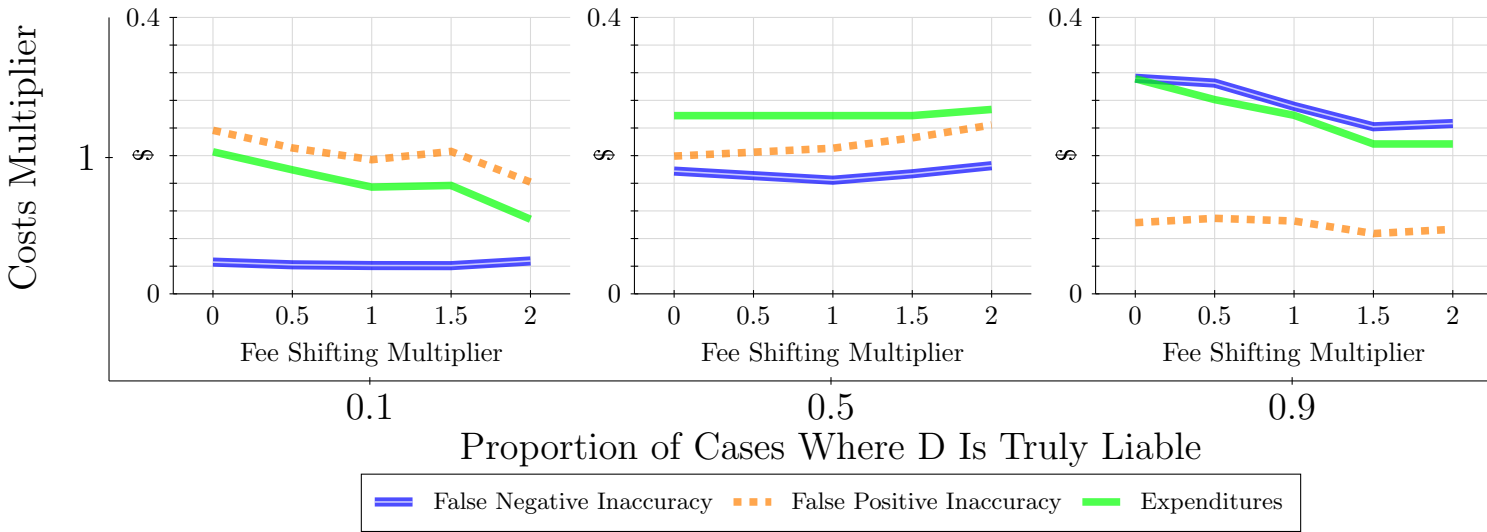 Costs Multiplier
1
0.4
$
0
0 0.5 1 1.5 2
Fee Shifting Multiplier
0.4
$
0
0 0.5 1 1.5 2
Fee Shifting Multiplier
0.4
$
0
0 0.5 1 1.5 2
Fee Shifting Multiplier
0.1 0.5 0.9
Proportion of Cases Where D Is Truly Liable
False Negative Inaccuracy False Positive Inaccuracy Expenditures